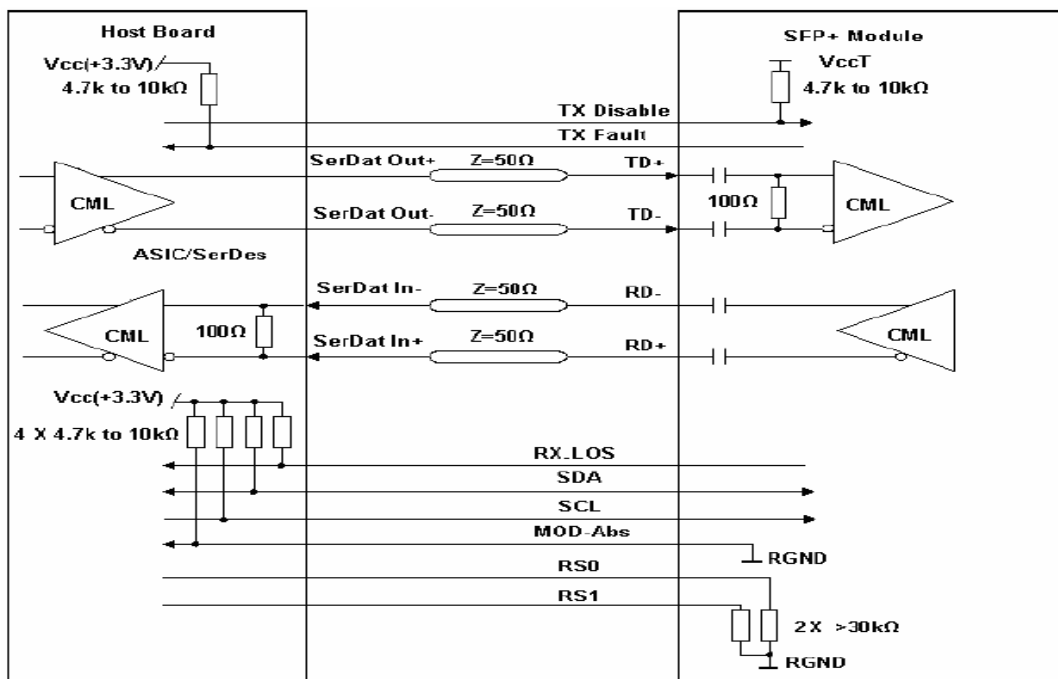 Host Board
SFP+ Module
Vcc(+3.3V)
4.7k to 10kΩ
VccT
4.7k to 10kΩ
TX Disable
TX Fault
SerDat Out+
Z=50Ω
TD+
CML
100Ω
CML
SerDat Out-
Z=50Ω
TD-
ASIC/SerDes
SerDat In-
Z=50Ω
RD-
CML
100Ω
CML
SerDat In+
Z=50Ω
RD+
Vcc(+3.3V)
4 X 4.7k to 10kΩ
RX-LOS
SDA
SCL
MOD-Abs
RGND
RS0
RS1
2X >30kΩ
RGND